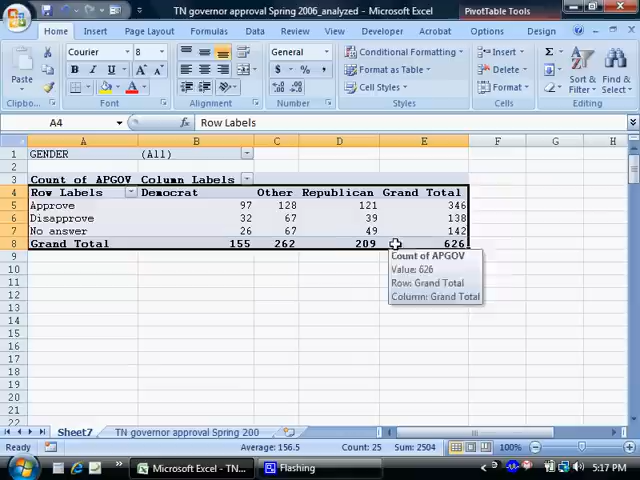 TN governor approval Spring 2006_analyzed - Microsoft Excel
PivotTable Tools
Home Insert Page Layout Formulas Data Review View Developer Add-Ins Acrobat Options Design
Paste
Courier 8
General
Conditional Formatting
Format as Table
Cell Styles
Insert
Delete
Format
Sort & Filter
Find & Select
Clipboard Font Alignment Number Styles Cells Editing
A4 fx Row Labels
A B C D E F G H
1 GENDER (All)
2
3 Count of APGOV Column Labels
4 Row Labels Democrat Other Republican Grand Total
5 Approve 97 128 121 346
6 Disapprove 32 67 39 138
7 No answer 26 67 49 142
8 Grand Total 155 262 209 626
Count of APGOV
Value: 626
Row: Grand Total
Column: Grand Total
9
10
11
12
13
14
15
16
17
18
19
20
21
22
Sheet7 TN governor approval Spring 200
Ready Average: 156.5 Count: 25 Sum: 2504 100%
Microsoft Excel - TN... Flashing 5:17 PM